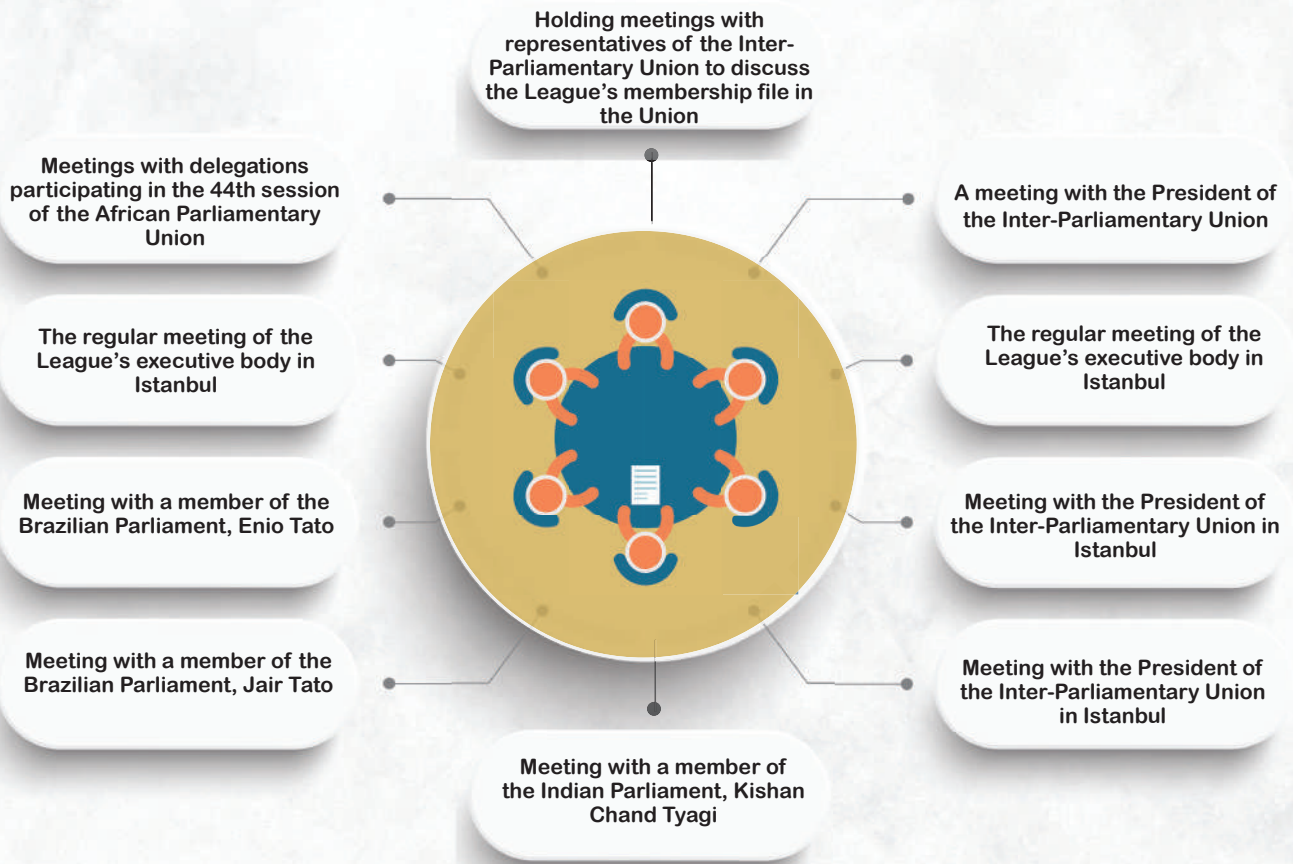 Holding meetings with
representatives of the Inter-
Parliamentary Union to discuss
the League’s membership file in
the Union
Meetings with delegations
participating in the 44th session
of the African Parliamentary
Union
A meeting with the President of
the Inter-Parliamentary Union
The regular meeting of the
League’s executive body in
Istanbul
The regular meeting of the
League’s executive body in
Istanbul
Meeting with a member of the
Brazilian Parliament, Enio Tato
Meeting with the President of
the Inter-Parliamentary Union in
Istanbul
Meeting with a member of the
Brazilian Parliament, Jair Tato
Meeting with the President of
the Inter-Parliamentary Union
in Istanbul
Meeting with a member of
the Indian Parliament, Kishan
Chand Tyagi